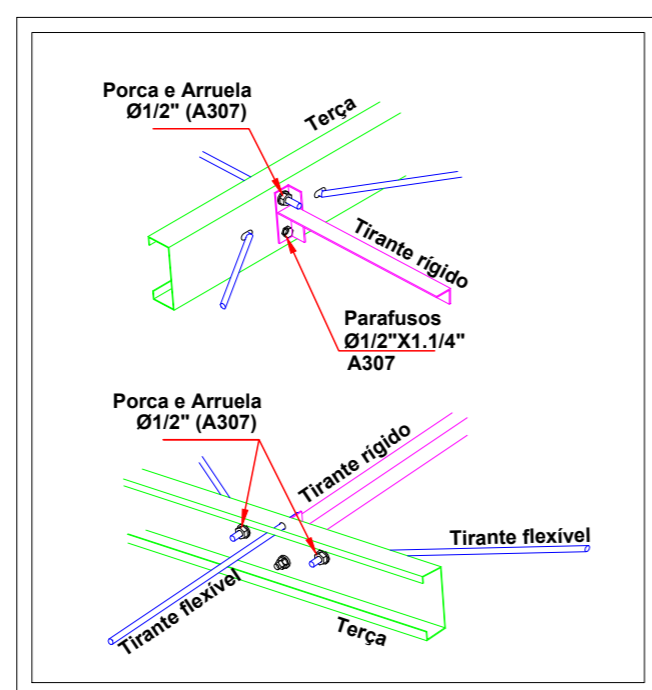 Porca e Arruela
Ø1/2" (A307)
Terça
Tirante rígido
Parafusos
Ø1/2"X1.1/4"
A307
Porca e Arruela
Ø1/2" (A307)
Tirante rígido
Tirante flexível
Tirante flexível
Terça